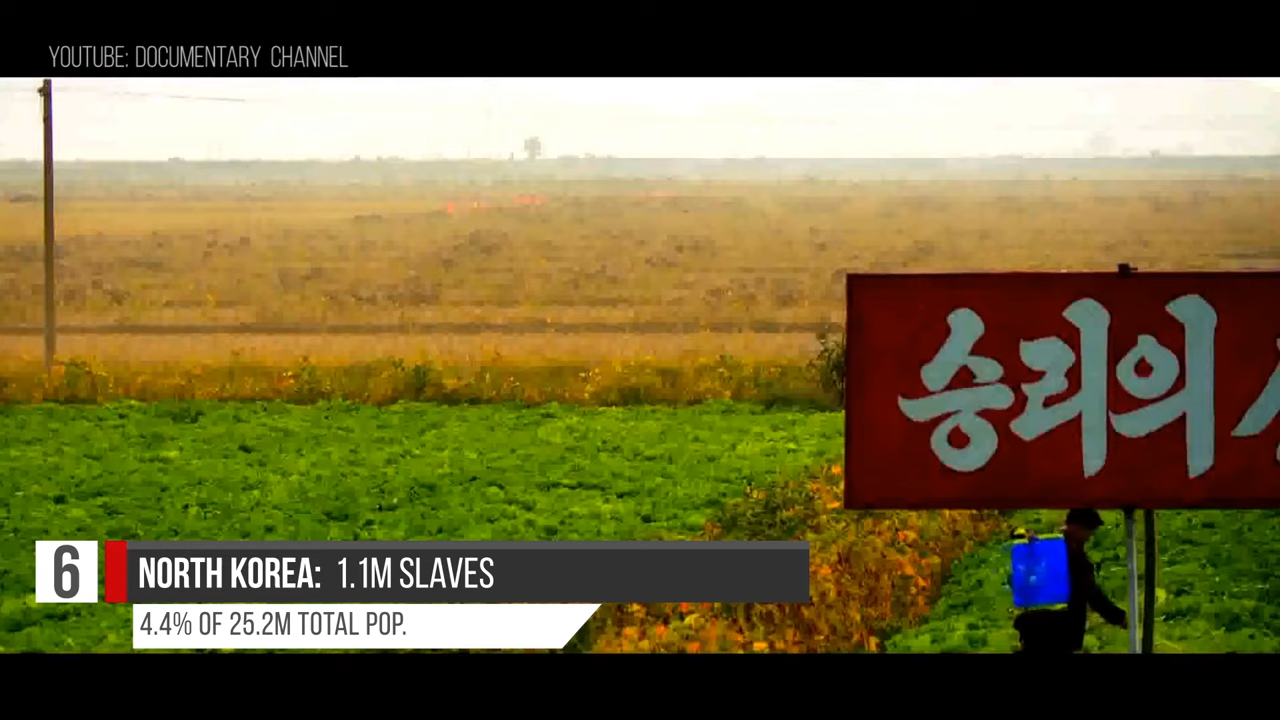 YOUTUBE: DOCUMENTARY CHANNEL
승리의
6
NORTH KOREA: 1.1M SLAVES
4.4% OF 25.2M TOTAL POP.